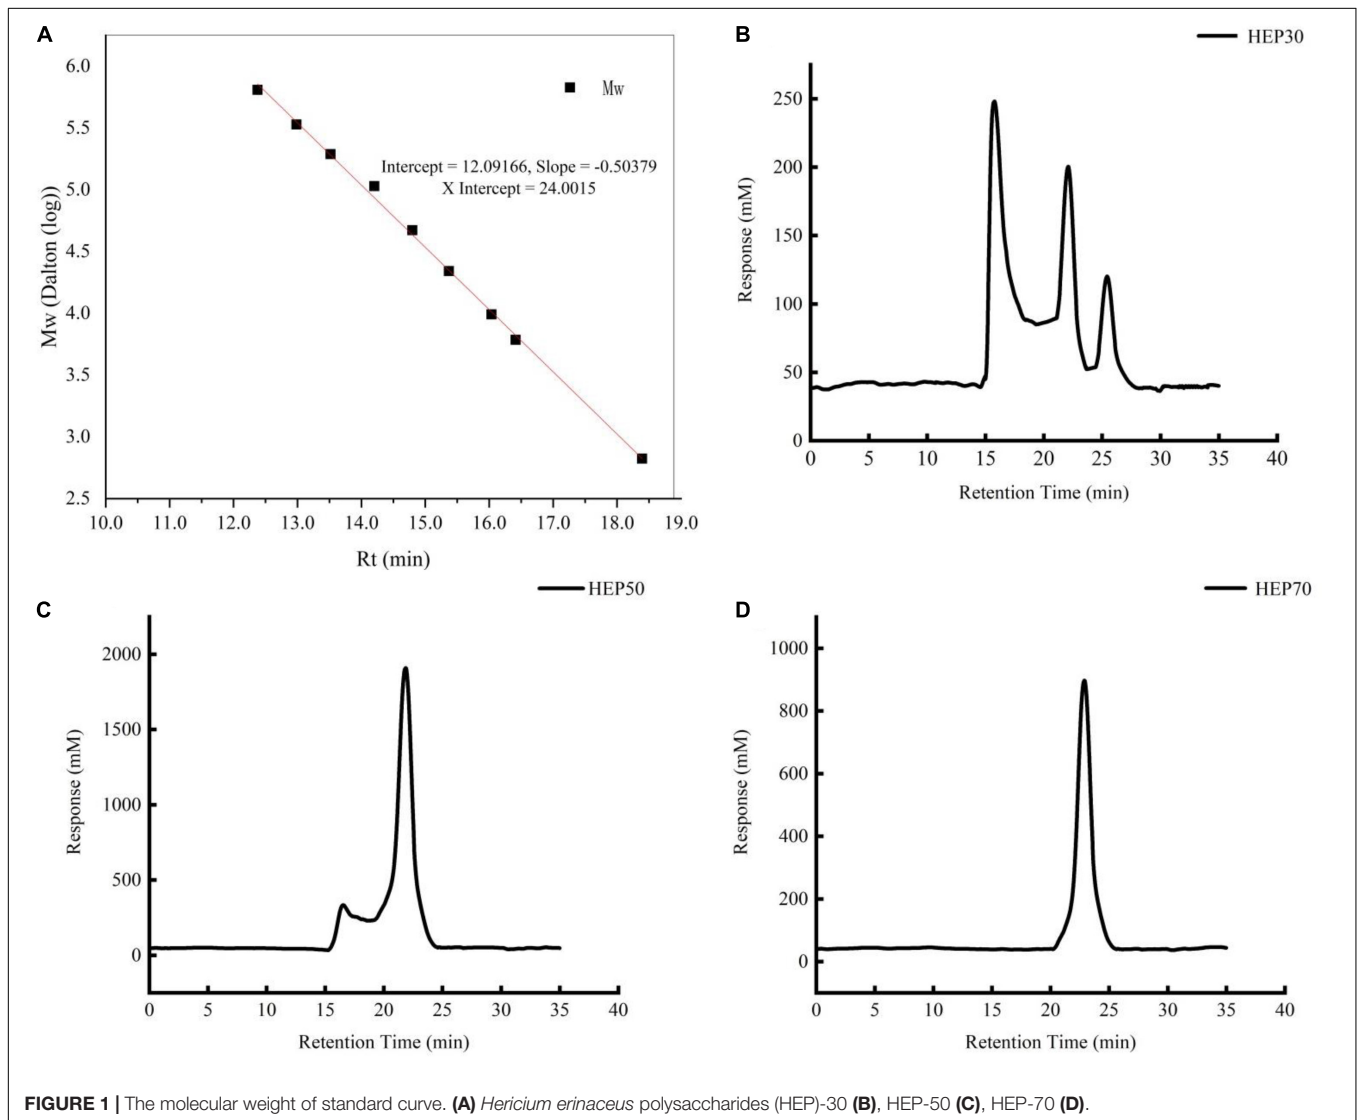 A
6.0
5.5
5.0
4.5
4.0
3.5
3.0
2.5
Mw (Dalton (log))
Mw
Intercept = 12.09166, Slope = -0.50379
X Intercept = 24.0015
10.0 11.0 12.0 13.0 14.0 15.0 16.0 17.0 18.0 19.0
Rt (min)
B
HEP30
250
200
150
100
50
0
Response (mM)
0 5 10 15 20 25 30 35 40
Retention Time (min)
C
HEP50
2000
1500
1000
500
0
Response (mM)
0 5 10 15 20 25 30 35 40
Retention Time (min)
D
HEP70
1000
800
600
400
200
0
Response (mM)
0 5 10 15 20 25 30 35 40
Retention Time (min)
FIGURE 1 | The molecular weight of standard curve. (A) Hericium erinaceus polysaccharides (HEP)-30 (B), HEP-50 (C), HEP-70 (D).